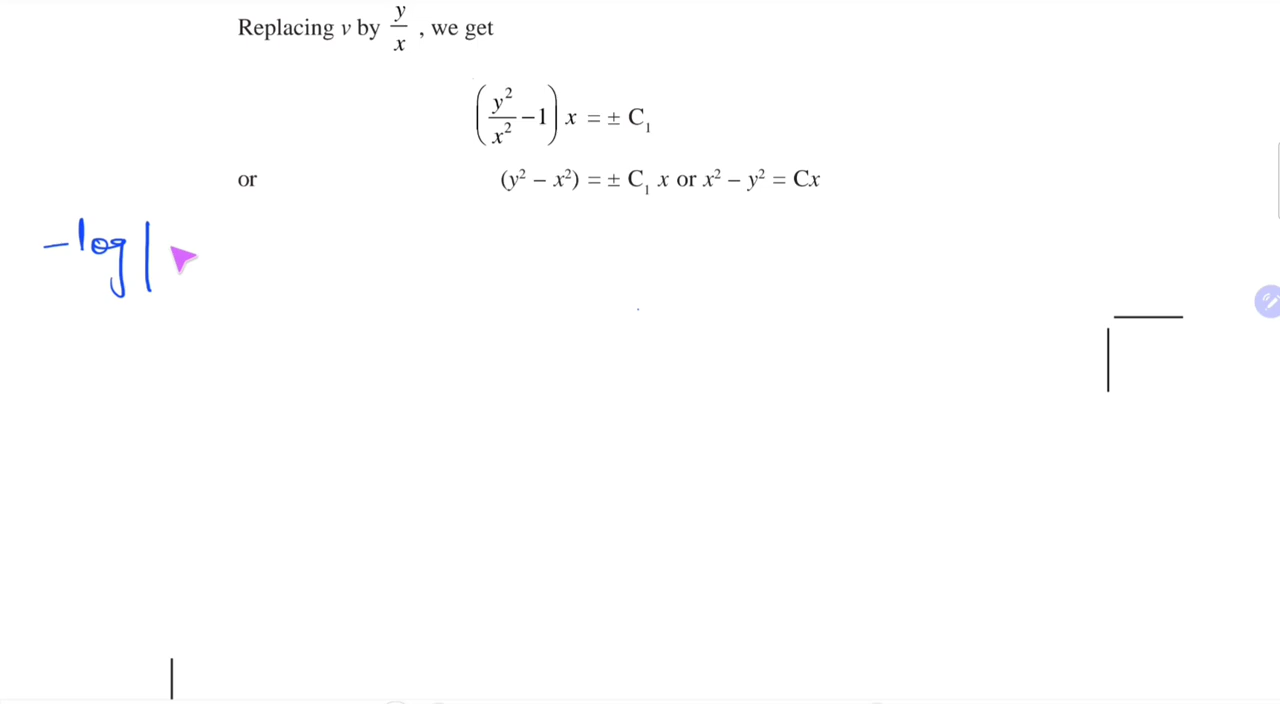 Replacing v by y/x, we get
(y²/x² − 1) x = ± C₁
or (y² − x²) = ± C₁ x or x² − y² = Cx
−log|